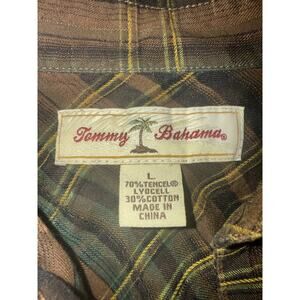 Tommy Bahama®
L
70%TENCEL®
LYOCELL
30%COTTON
MADE IN
CHINA